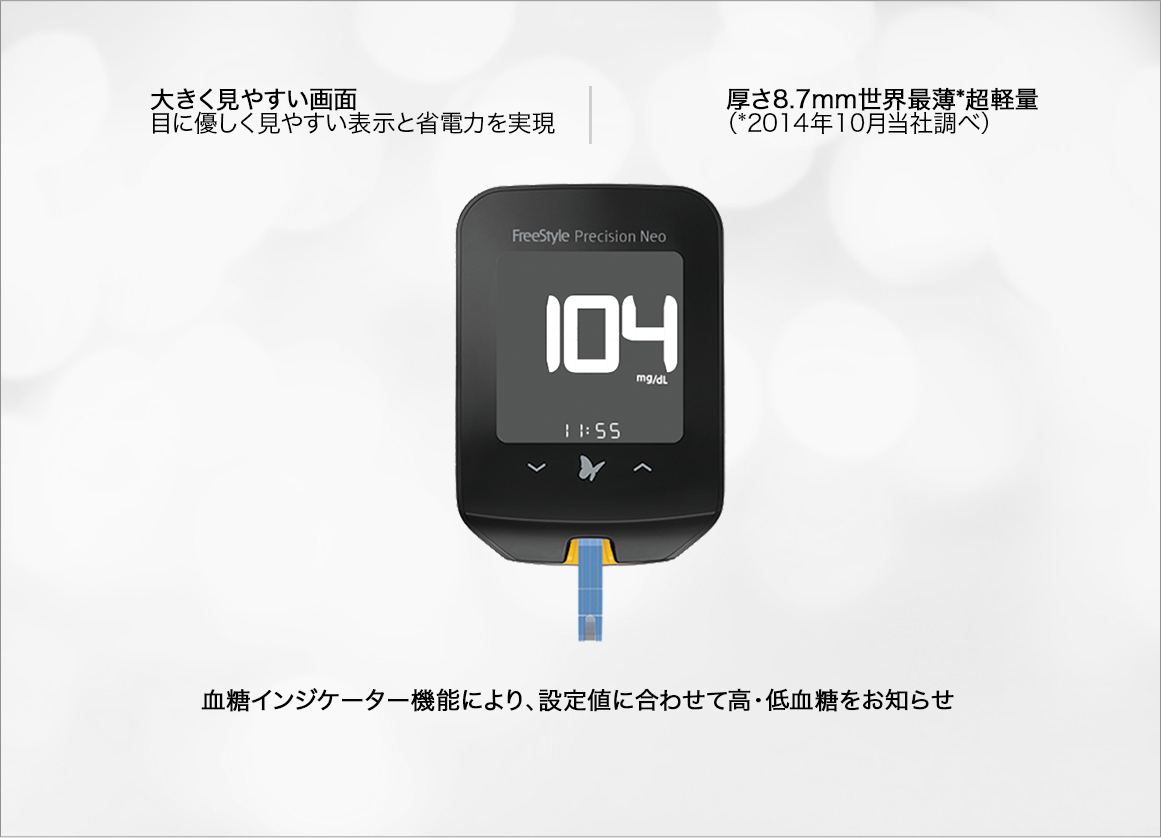 大きく見やすい画面
目に優しく見やすい表示と省電力を実現
厚さ8.7mm世界最薄*超軽量
(*2014年10月当社調べ)
FreeStyle Precision Neo
104
mg/dL
11:55
血糖インジケーター機能により、設定値に合わせて高・低血糖をお知らせ